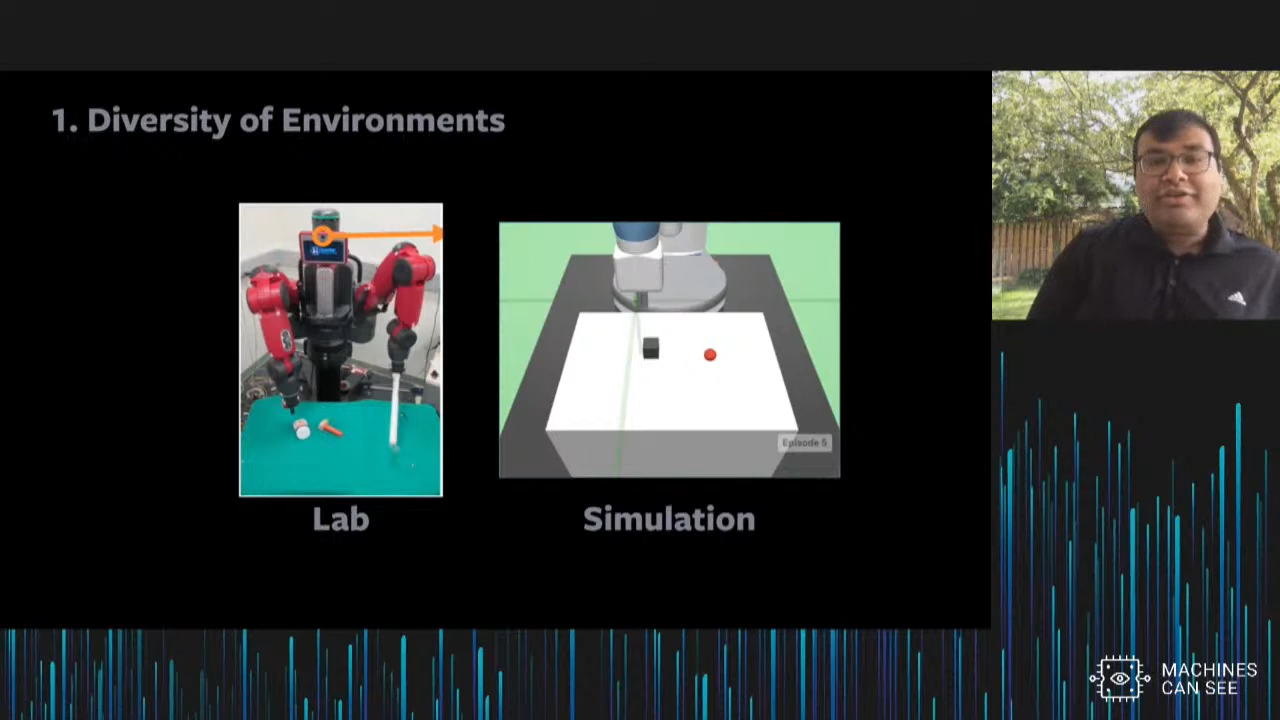 1. Diversity of Environments
Episode 5
Lab
Simulation
MACHINES
CAN SEE